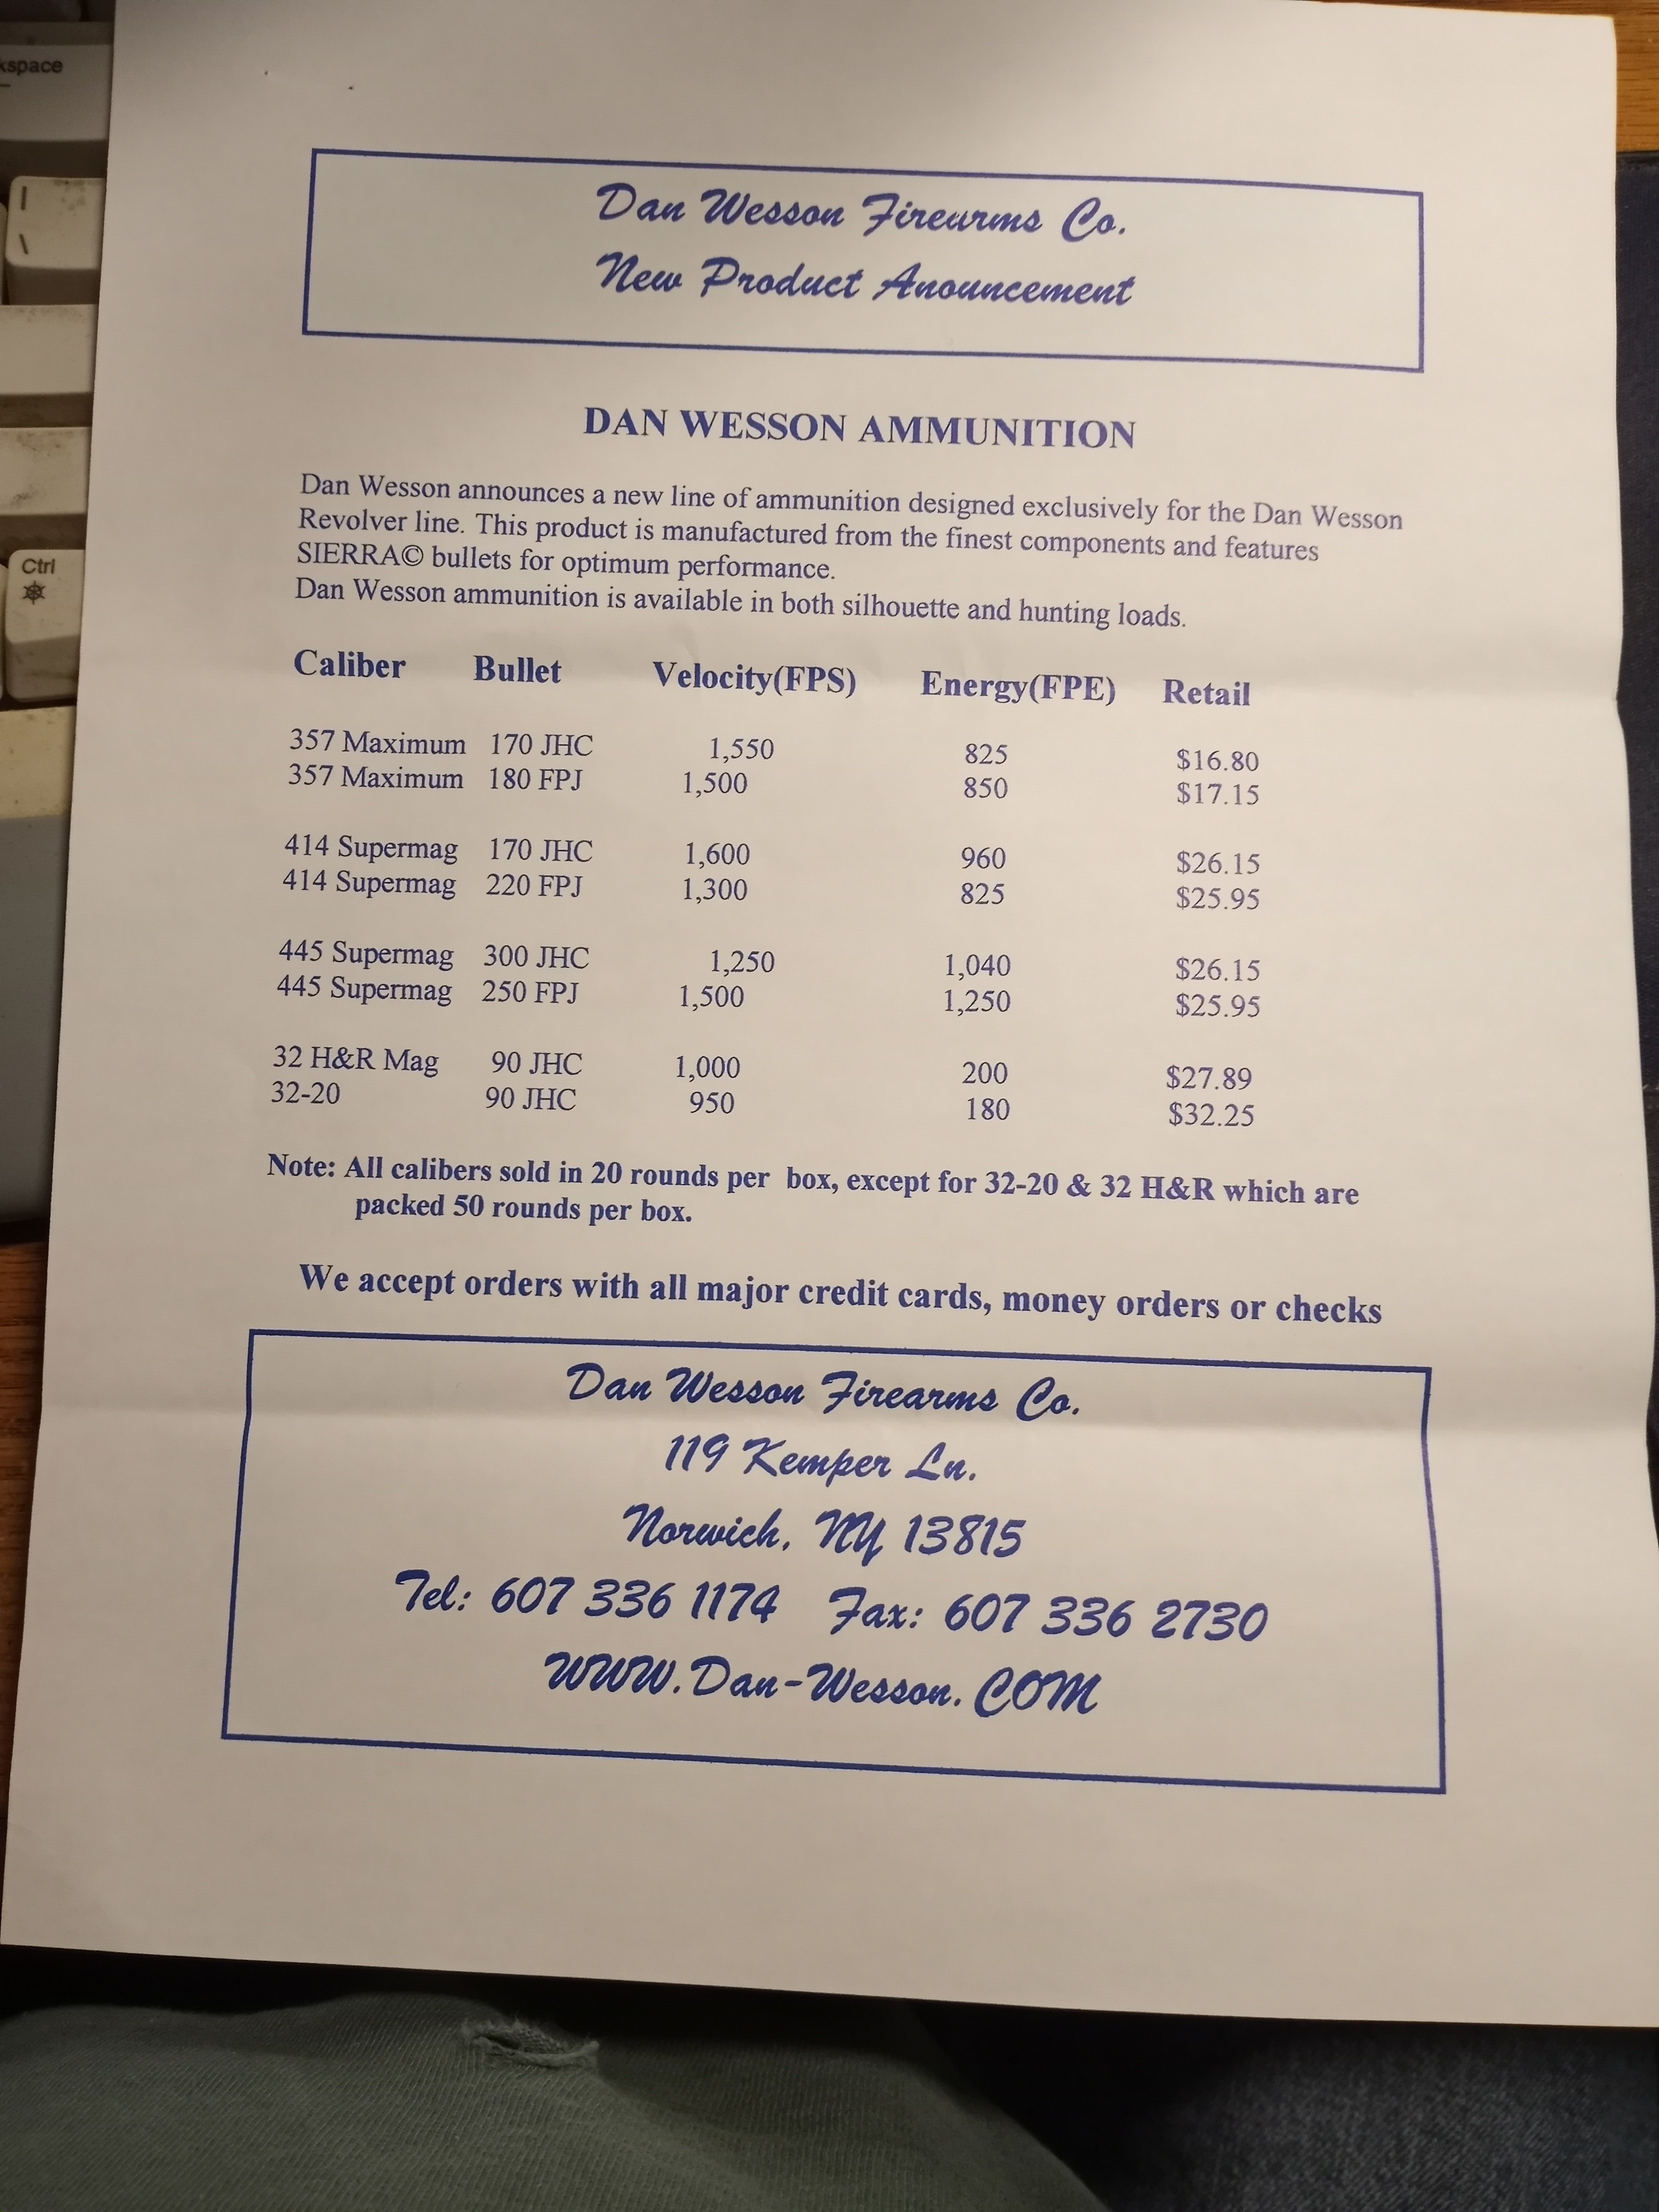 kspace
|
\
Ctrl
Dan Wesson Firearms Co.
New Product Anouncement
DAN WESSON AMMUNITION
Dan Wesson announces a new line of ammunition designed exclusively for the Dan Wesson
Revolver line. This product is manufactured from the finest components and features
SIERRA© bullets for optimum performance.
Dan Wesson ammunition is available in both silhouette and hunting loads.
Caliber Bullet Velocity(FPS) Energy(FPE) Retail
357 Maximum 170 JHC 1,550 825 $16.80
357 Maximum 180 FPJ 1,500 850 $17.15
414 Supermag 170 JHC 1,600 960 $26.15
414 Supermag 220 FPJ 1,300 825 $25.95
445 Supermag 300 JHC 1,250 1,040 $26.15
445 Supermag 250 FPJ 1,500 1,250 $25.95
32 H&R Mag 90 JHC 1,000 200 $27.89
32-20 90 JHC 950 180 $32.25
Note: All calibers sold in 20 rounds per box, except for 32-20 & 32 H&R which are
packed 50 rounds per box.
We accept orders with all major credit cards, money orders or checks
Dan Wesson Firearms Co.
119 Kemper Ln.
Norwich, NY 13815
Tel: 607 336 1174 Fax: 607 336 2730
WWW.Dan-Wesson.COM